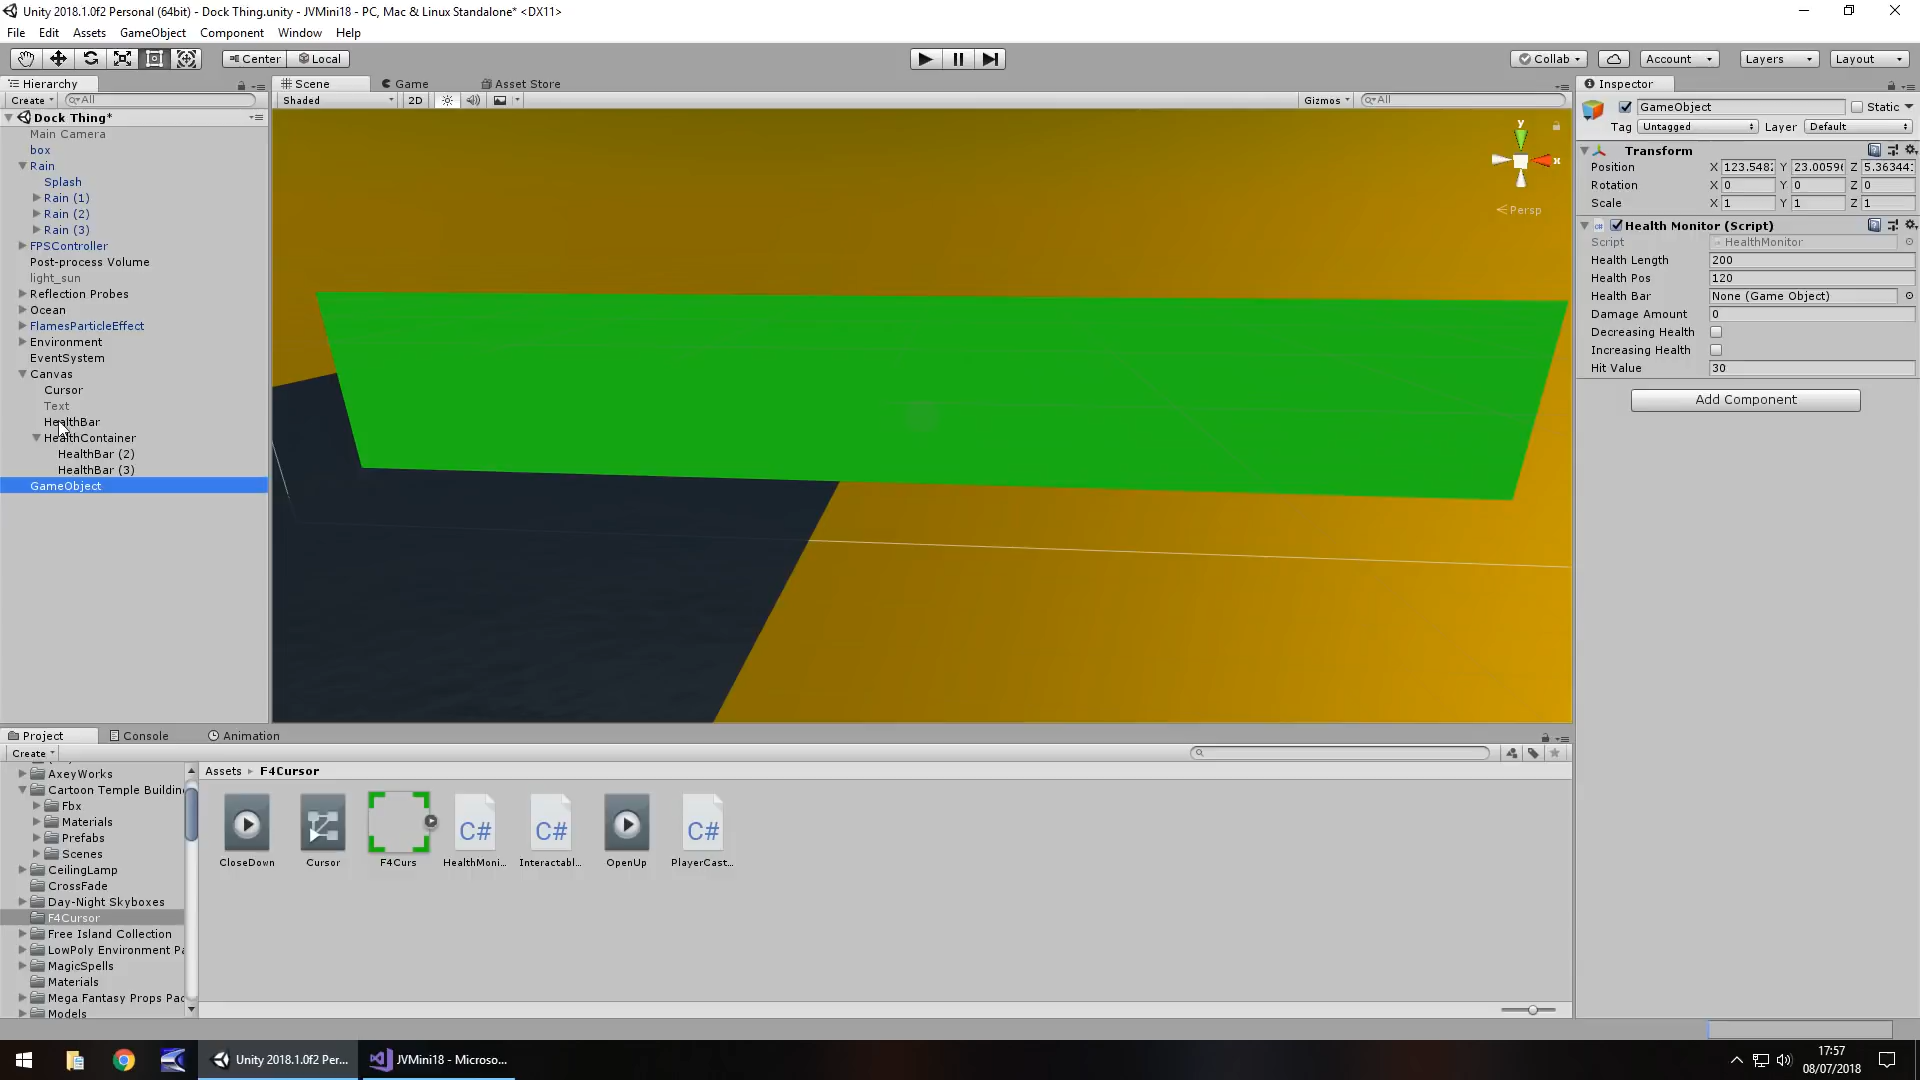 Unity 2018.1.0f2 Personal (64bit) - Dock Thing.unity - JVMini18 - PC, Mac & Linux Standalone* <DX11>
File Edit Assets GameObject Component Window Help
Center Local Collab Account Layers Layout
Hierarchy
Create All
Dock Thing*
Main Camera
box
Rain
Splash
Rain (1)
Rain (2)
Rain (3)
FPSController
Post-process Volume
light_sun
Reflection Probes
Ocean
FlamesParticleEffect
Environment
EventSystem
Canvas
Cursor
Text
HealthBar
HealthContainer
HealthBar (2)
HealthBar (3)
GameObject
Scene Game Asset Store
Shaded 2D Gizmos All
y
x
Persp
Inspector
GameObject Static
Tag Untagged Layer Default
Transform
Position X 123.548 Y 23.0059 Z 5.36344
Rotation X 0 Y 0 Z 0
Scale X 1 Y 1 Z 1
Health Monitor (Script)
Script HealthMonitor
Health Length 200
Health Pos 120
Health Bar None (Game Object)
Damage Amount 0
Decreasing Health
Increasing Health
Hit Value 30
Add Component
Project Console Animation
Create
AxeyWorks
Cartoon Temple Buildin
Fbx
Materials
Prefabs
Scenes
CeilingLamp
CrossFade
Day-Night Skyboxes
F4Cursor
Free Island Collection
LowPoly Environment Pa
MagicSpells
Materials
Mega Fantasy Props Pac
Models
Assets F4Cursor
C# C# C#
CloseDown Cursor F4Curs HealthMoni... Interactabl... OpenUp PlayerCast...
Unity 2018.1.0f2 Per... JVMini18 - Microso...
17:57
08/07/2018